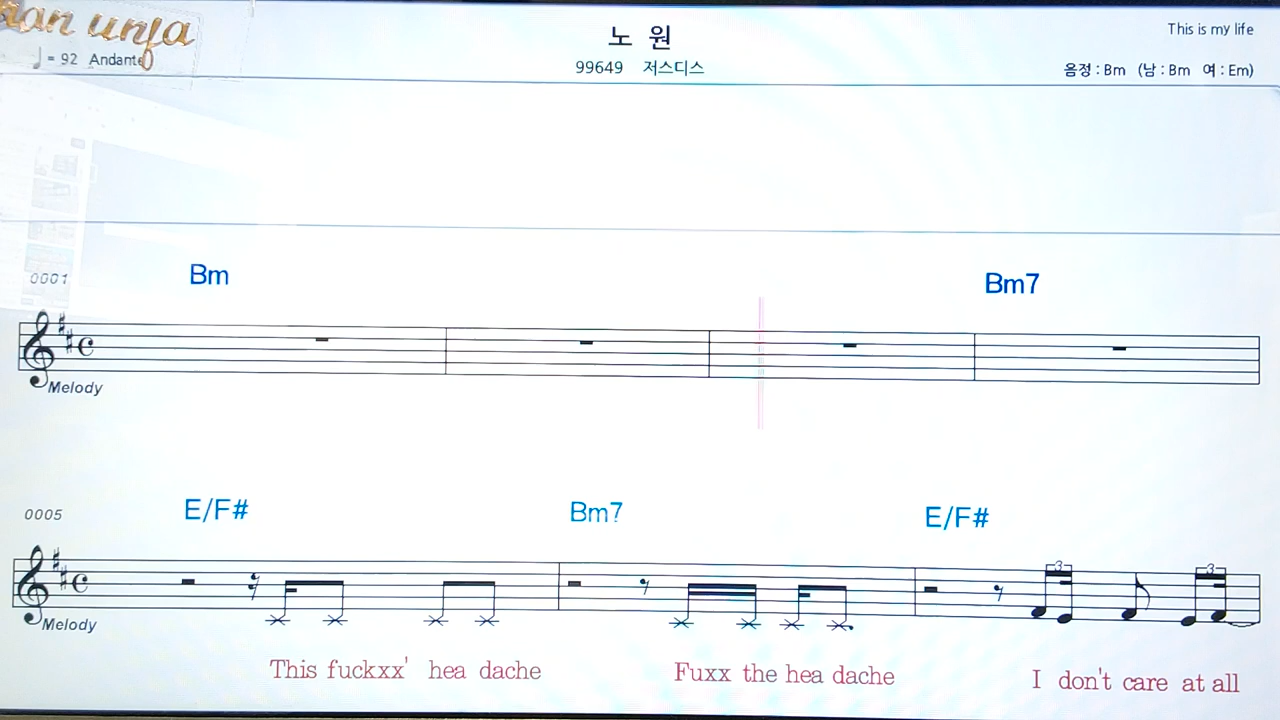 노 원
This is my life
♩ = 92 Andante
99649 저스디스
음정 : Bm (남 : Bm 여 : Em)
0001 Bm Bm7
Melody
0005 E/F# Bm7 E/F#
3 3
Melody
This fuckxx' hea dache Fuxx the hea dache I don't care at all